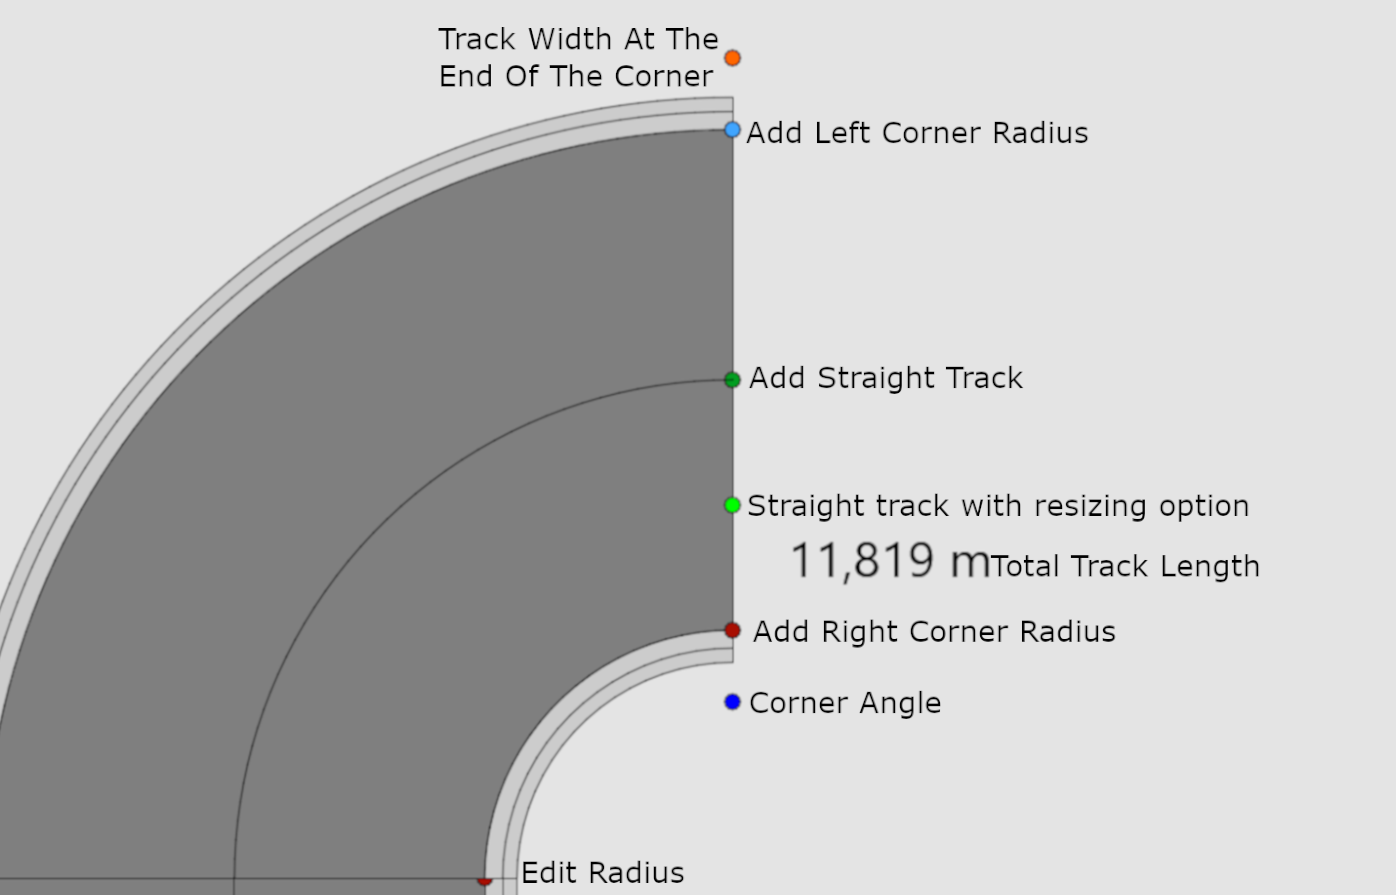 Track Width At The
End Of The Corner
Add Left Corner Radius
Add Straight Track
Straight track with resizing option
11,819 m Total Track Length
Add Right Corner Radius
Corner Angle
Edit Radius